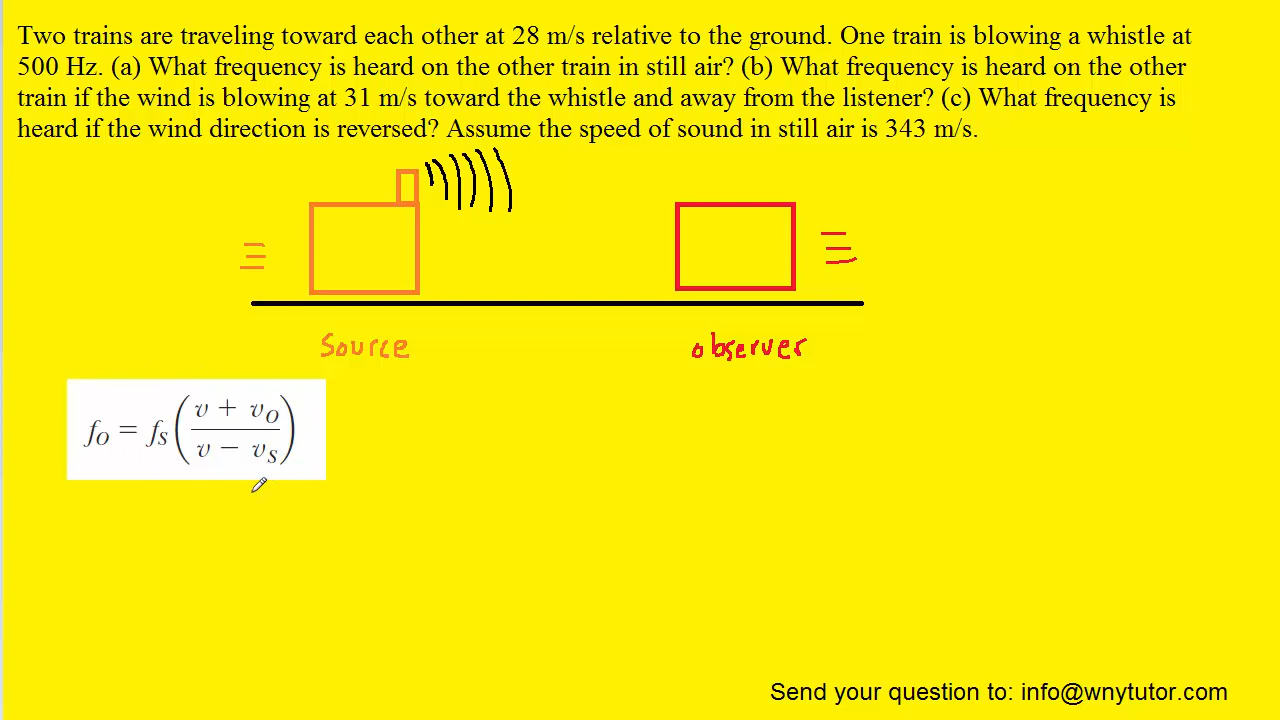 Two trains are traveling toward each other at 28 m/s relative to the ground. One train is blowing a whistle at
500 Hz. (a) What frequency is heard on the other train in still air? (b) What frequency is heard on the other
train if the wind is blowing at 31 m/s toward the whistle and away from the listener? (c) What frequency is
heard if the wind direction is reversed? Assume the speed of sound in still air is 343 m/s.
Source
observer
fO = fS(v + vO / v − vS)
Send your question to: info@wnytutor.com